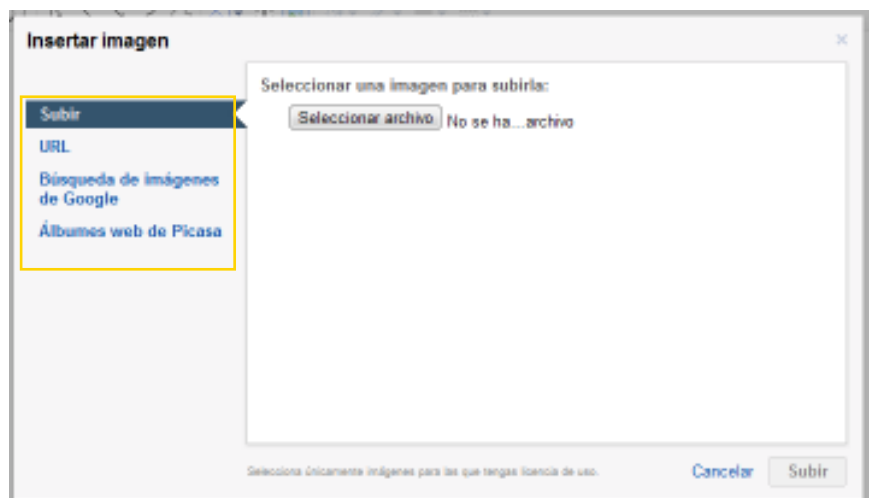 Insertar imagen
×
Seleccionar una imagen para subirla:
Seleccionar archivo No se ha...archivo
Subir
URL
Búsqueda de imágenes
de Google
Álbumes web de Picasa
Selecciona únicamente imágenes para las que tengas licencia de uso.
Cancelar Subir